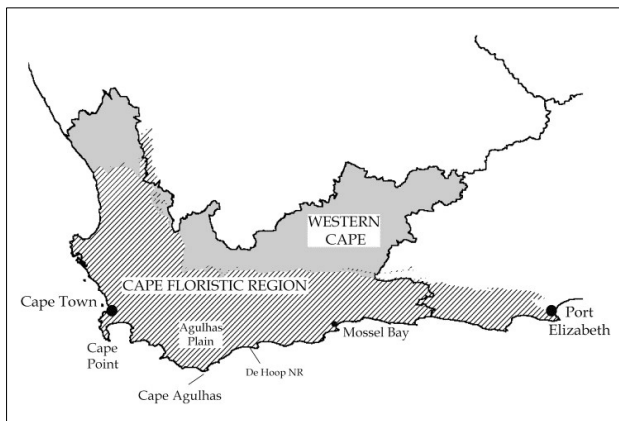 WESTERN
CAPE
CAPE FLORISTIC REGION
Cape Town
Port
Elizabeth
Agulhas
Plain
Mossel Bay
Cape
Point
De Hoop NR
Cape Agulhas